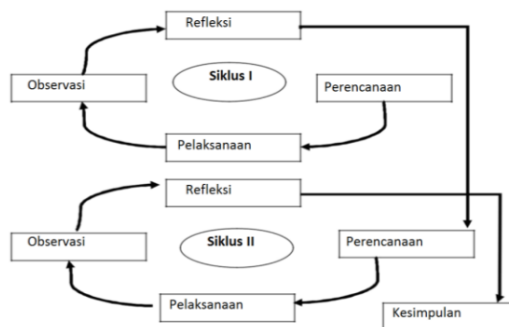 Refleksi
Siklus I
Observasi
Perencanaan
Pelaksanaan
Refleksi
Siklus II
Observasi
Perencanaan
Pelaksanaan
Kesimpulan